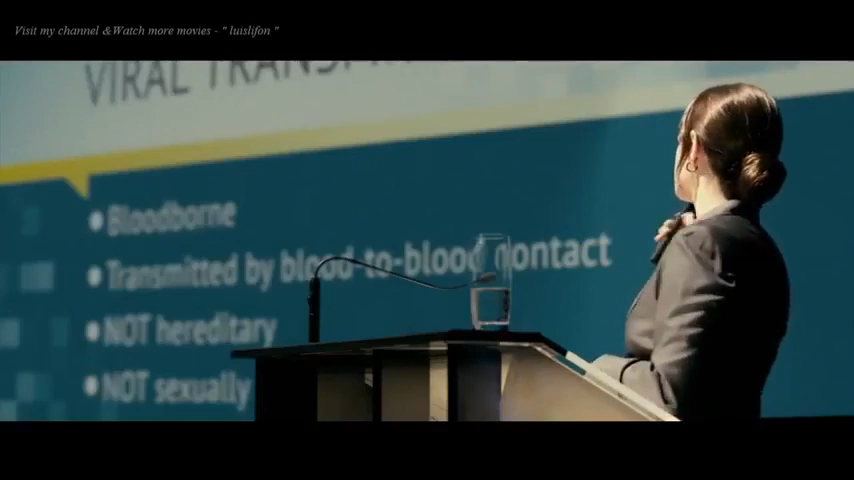 Visit my channel &Watch more movies - " luislifon "
VIRAL
• Bloodborne
• Transmitted by blood-to-blood contact
• NOT hereditary
• NOT sexually